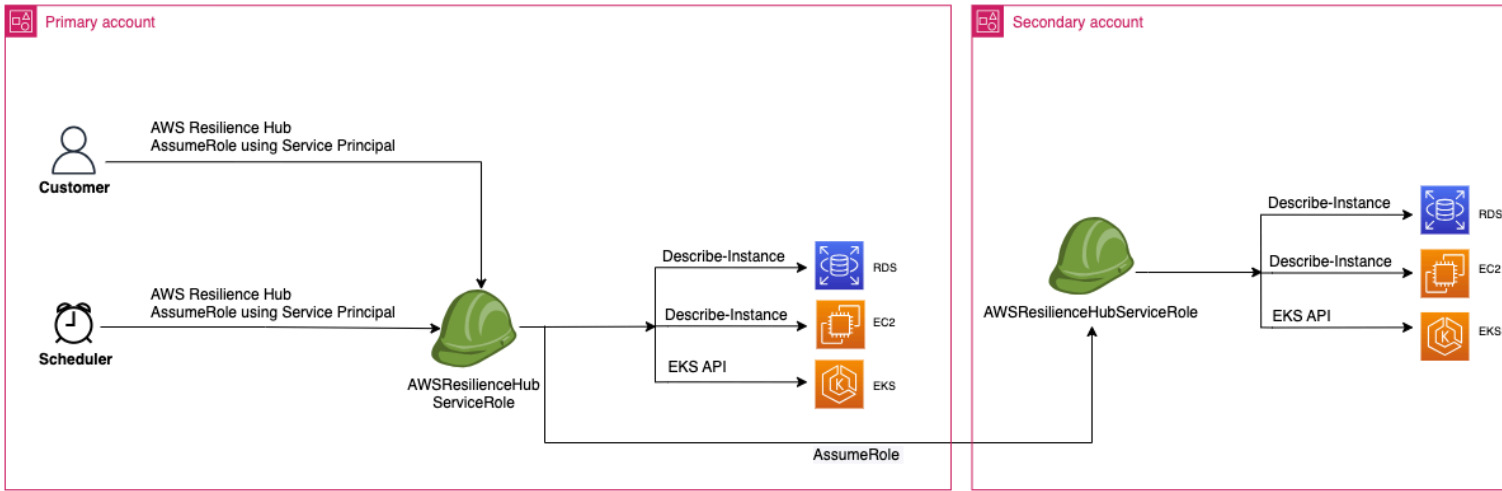 Primary account
AWS Resilience Hub
AssumeRole using Service Principal
Customer
AWS Resilience Hub
AssumeRole using Service Principal
Scheduler
AWSResilienceHub
ServiceRole
Describe-Instance
RDS
Describe-Instance
EC2
EKS API
EKS
AssumeRole
Secondary account
AWSResilienceHubServiceRole
Describe-Instance
RDS
Describe-Instance
EC2
EKS API
EKS